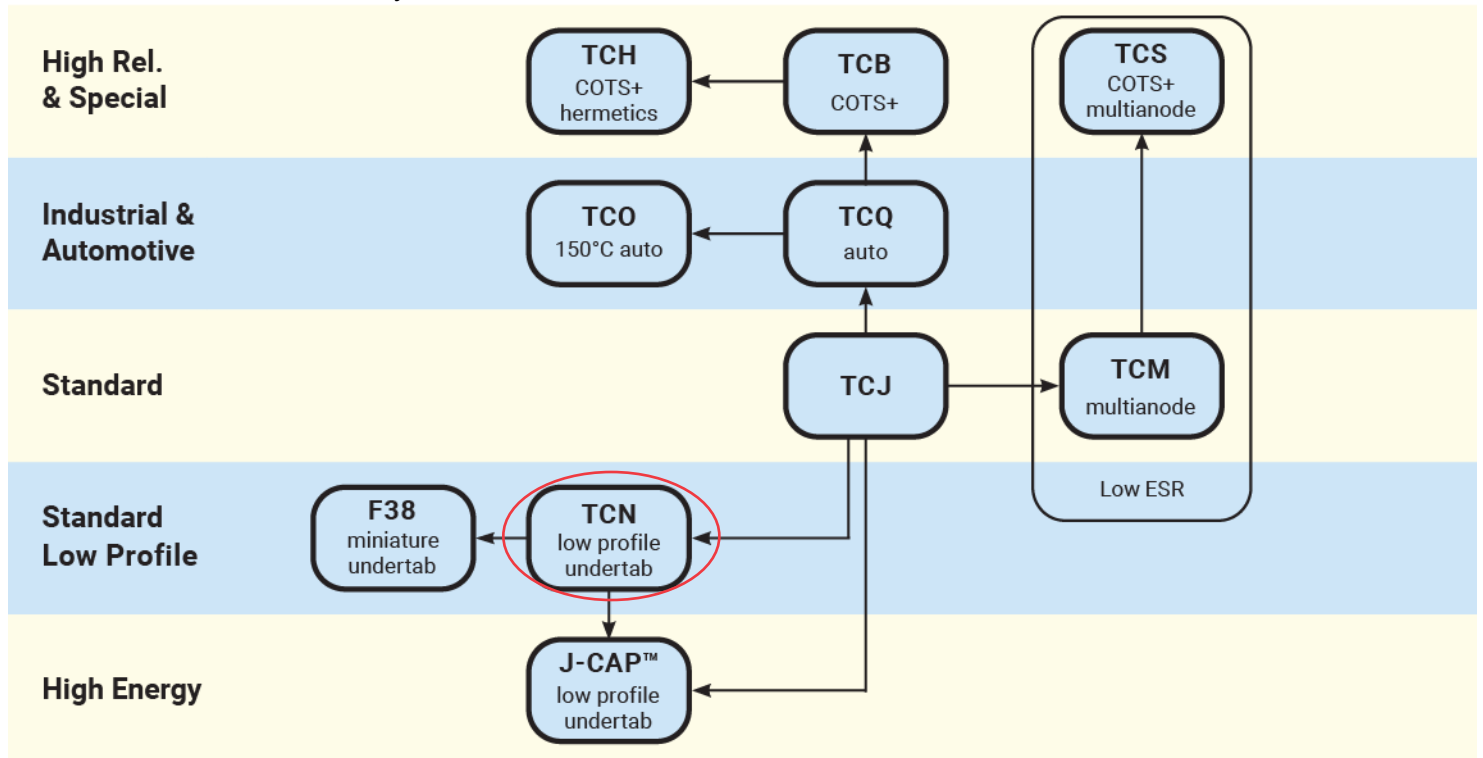 High Rel.
& Special
TCH
COTS+
hermetics
TCB
COTS+
TCS
COTS+
multianode
Industrial &
Automotive
TCO
150°C auto
TCQ
auto
Standard
TCJ
TCM
multianode
Low ESR
Standard
Low Profile
F38
miniature
undertab
TCN
low profile
undertab
High Energy
J-CAP™
low profile
undertab